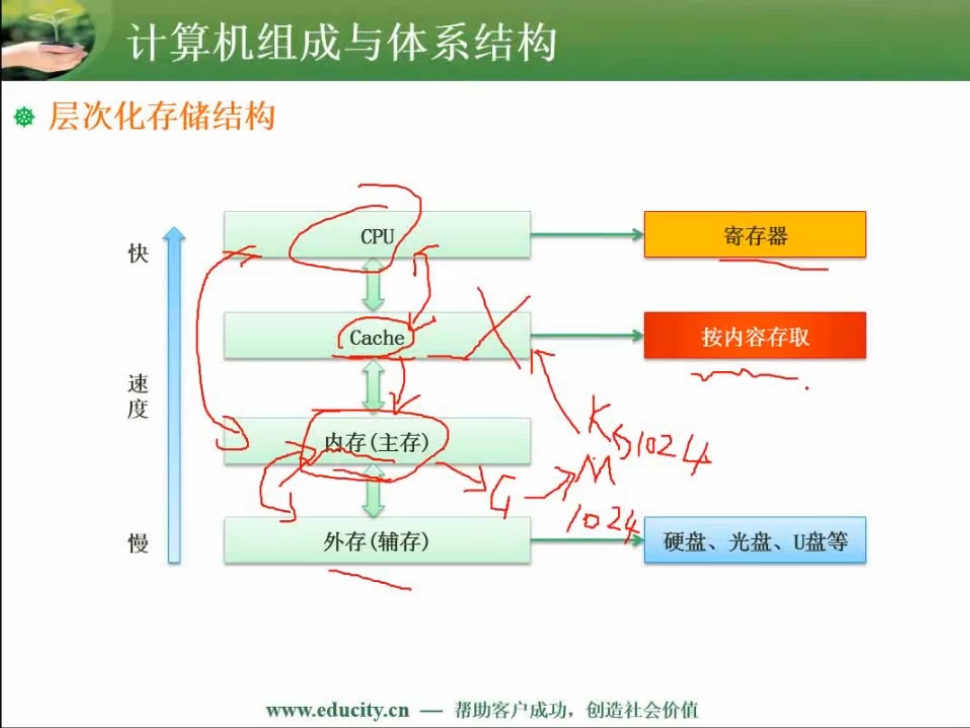 计算机组成与体系结构
层次化存储结构
快
CPU
寄存器
Cache
按内容存取
速
度
内存(主存)
K
1024
M
G
1024
慢
外存(辅存)
硬盘、光盘、U盘等
www.educity.cn — 帮助客户成功，创造社会价值